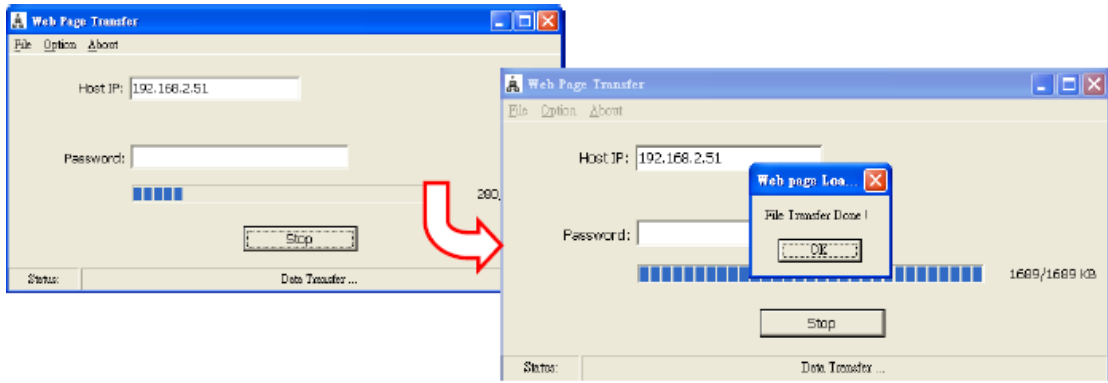 Web Page Transfer
File Option About
Host IP: 192.168.2.51
Password:
280,
Stop
Status: Data Transfer ...
Web Page Transfer
File Option About
Host IP: 192.168.2.51
Web page Loa...
File Transfer Done !
OK
Password:
1689/1689 KB
Stop
Status: Data Transfer ...